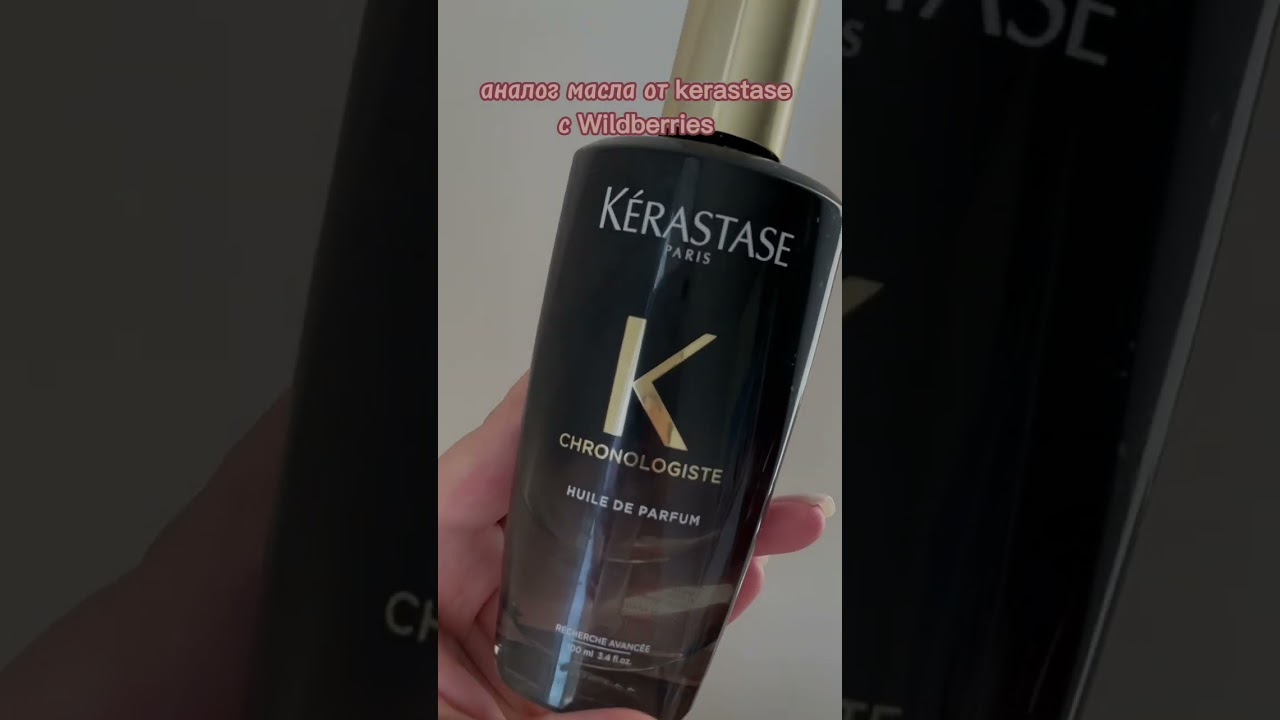 аналог масла от kerastase
с Wildberries
KÉRASTASE
PARIS
K
CHRONOLOGISTE
HUILE DE PARFUM
RECHERCHE AVANCÉE
100 ml 3.4 fl.oz.